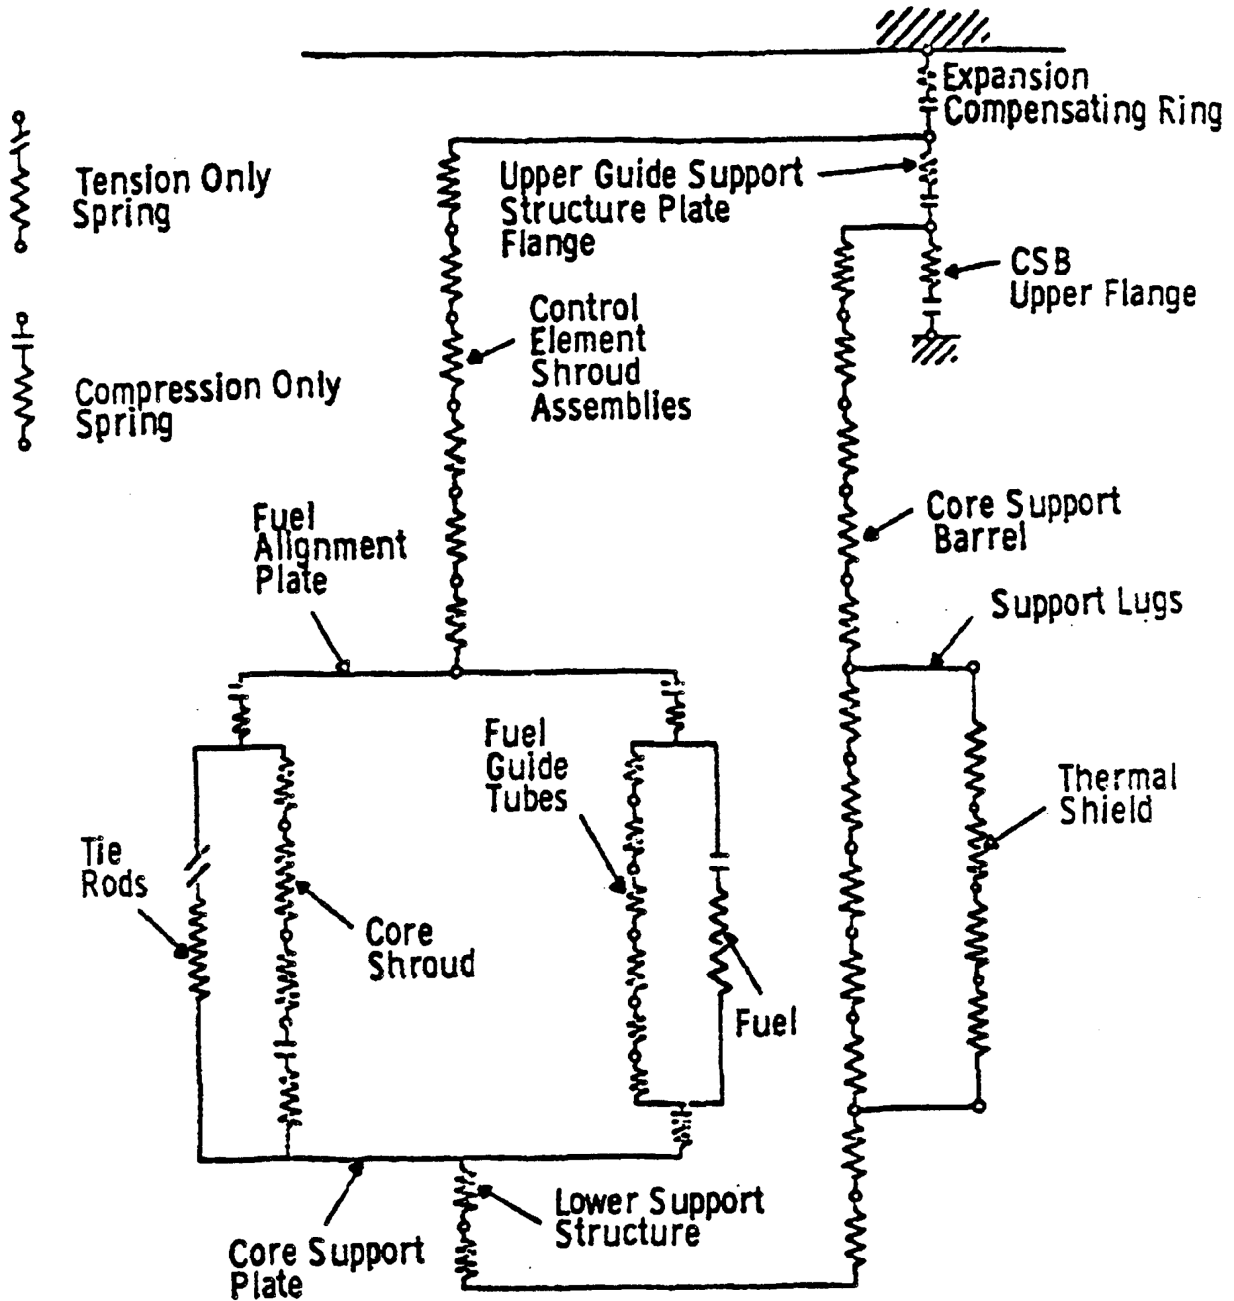 Expansion
Compensating Ring
Tension Only
Spring
Upper Guide Support
Structure Plate
Flange
CSB
Upper Flange
Control
Element
Shroud
Assemblies
Compression Only
Spring
Core Support
Barrel
Fuel
Alignment
Plate
Support Lugs
Fuel
Guide
Tubes
Thermal
Shield
Tie
Rods
Core
Shroud
Fuel
Lower Support
Structure
Core Support
Plate